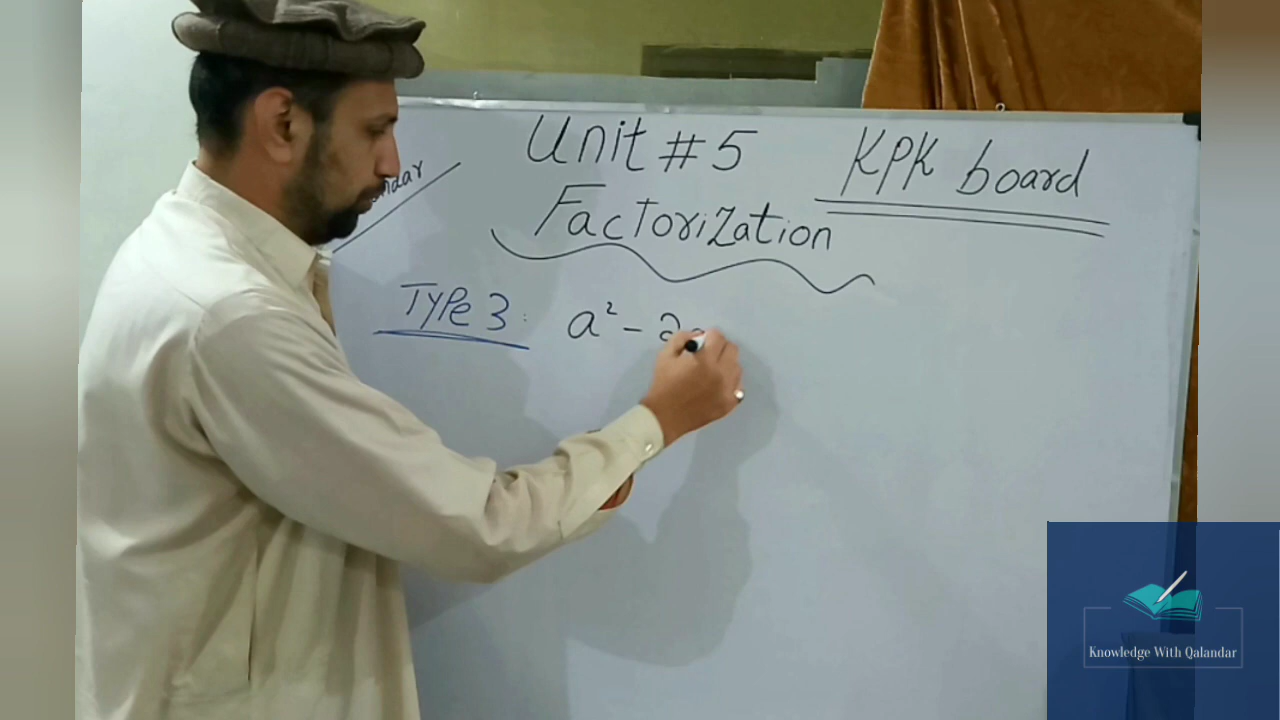 Unit # 5
KPK board
Factorization
Type 3: a² - 2
Knowledge With Qalandar